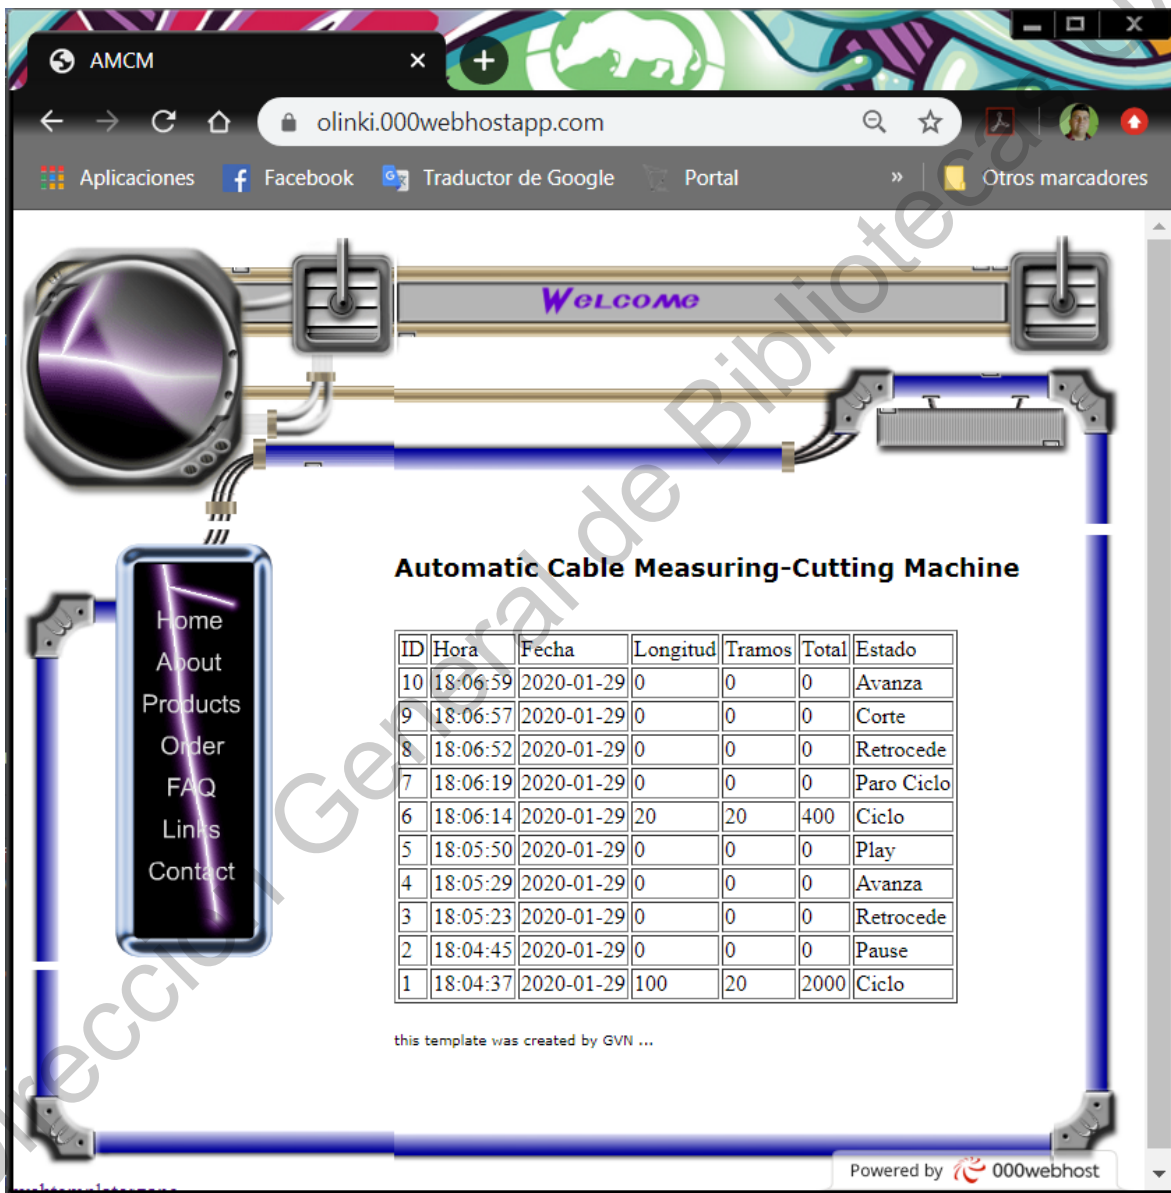 AMCM
olinki.000webhostapp.com
Aplicaciones Facebook Traductor de Google Portal » Otros marcadores
Welcome
Automatic Cable Measuring-Cutting Machine
Home
About
Products
Order
FAQ
Links
Contact
ID Hora Fecha Longitud Tramos Total Estado
10 18:06:59 2020-01-29 0 0 0 Avanza
9 18:06:57 2020-01-29 0 0 0 Corte
8 18:06:52 2020-01-29 0 0 0 Retrocede
7 18:06:19 2020-01-29 0 0 0 Paro Ciclo
6 18:06:14 2020-01-29 20 20 400 Ciclo
5 18:05:50 2020-01-29 0 0 0 Play
4 18:05:29 2020-01-29 0 0 0 Avanza
3 18:05:23 2020-01-29 0 0 0 Retrocede
2 18:04:45 2020-01-29 0 0 0 Pause
1 18:04:37 2020-01-29 100 20 2000 Ciclo
this template was created by GVN ...
Powered by 000webhost
Dirección General de Bibliotecas